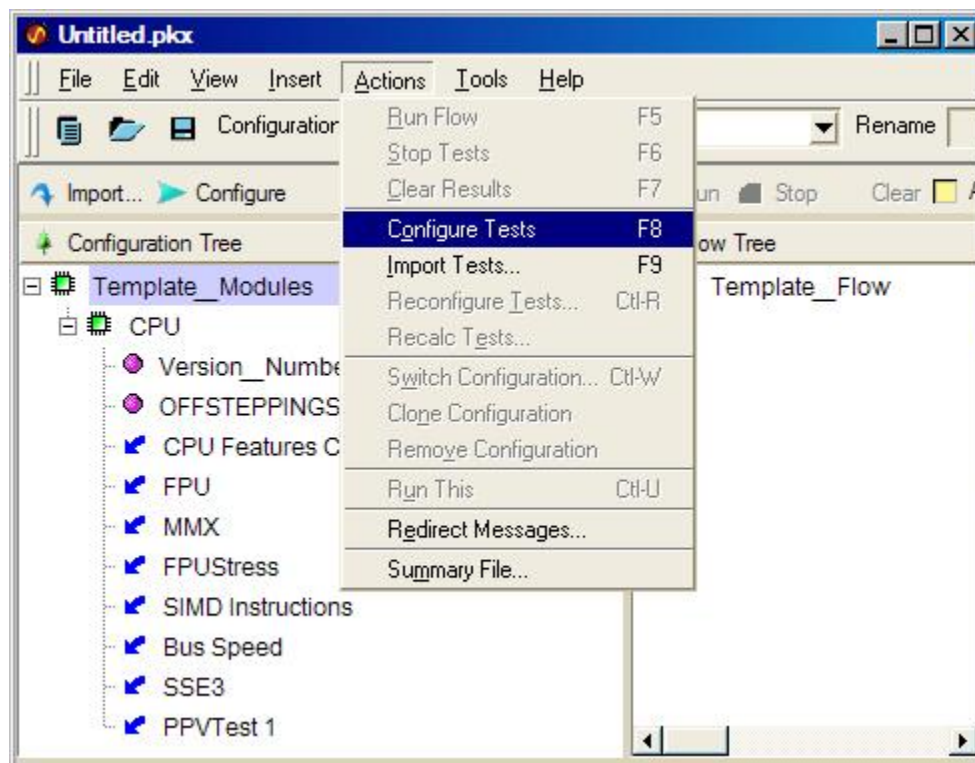 Untitled.pkx
File Edit View Insert Actions Tools Help
Configuration Rename
Import... Configure Stop Clear
Configuration Tree Tree
Run Flow F5
Stop Tests F6
Clear Results F7
Configure Tests F8
Import Tests... F9
Reconfigure Tests... Ctl-R
Recalc Tests...
Switch Configuration... Ctl-W
Clone Configuration
Remove Configuration
Run This Ctl-U
Redirect Messages...
Summary File...
Template__Modules
CPU
Version__Numbe
OFFSTEPPINGS
CPU Features C
FPU
MMX
FPUStress
SIMD Instructions
Bus Speed
SSE3
PPVTest 1
Template__Flow